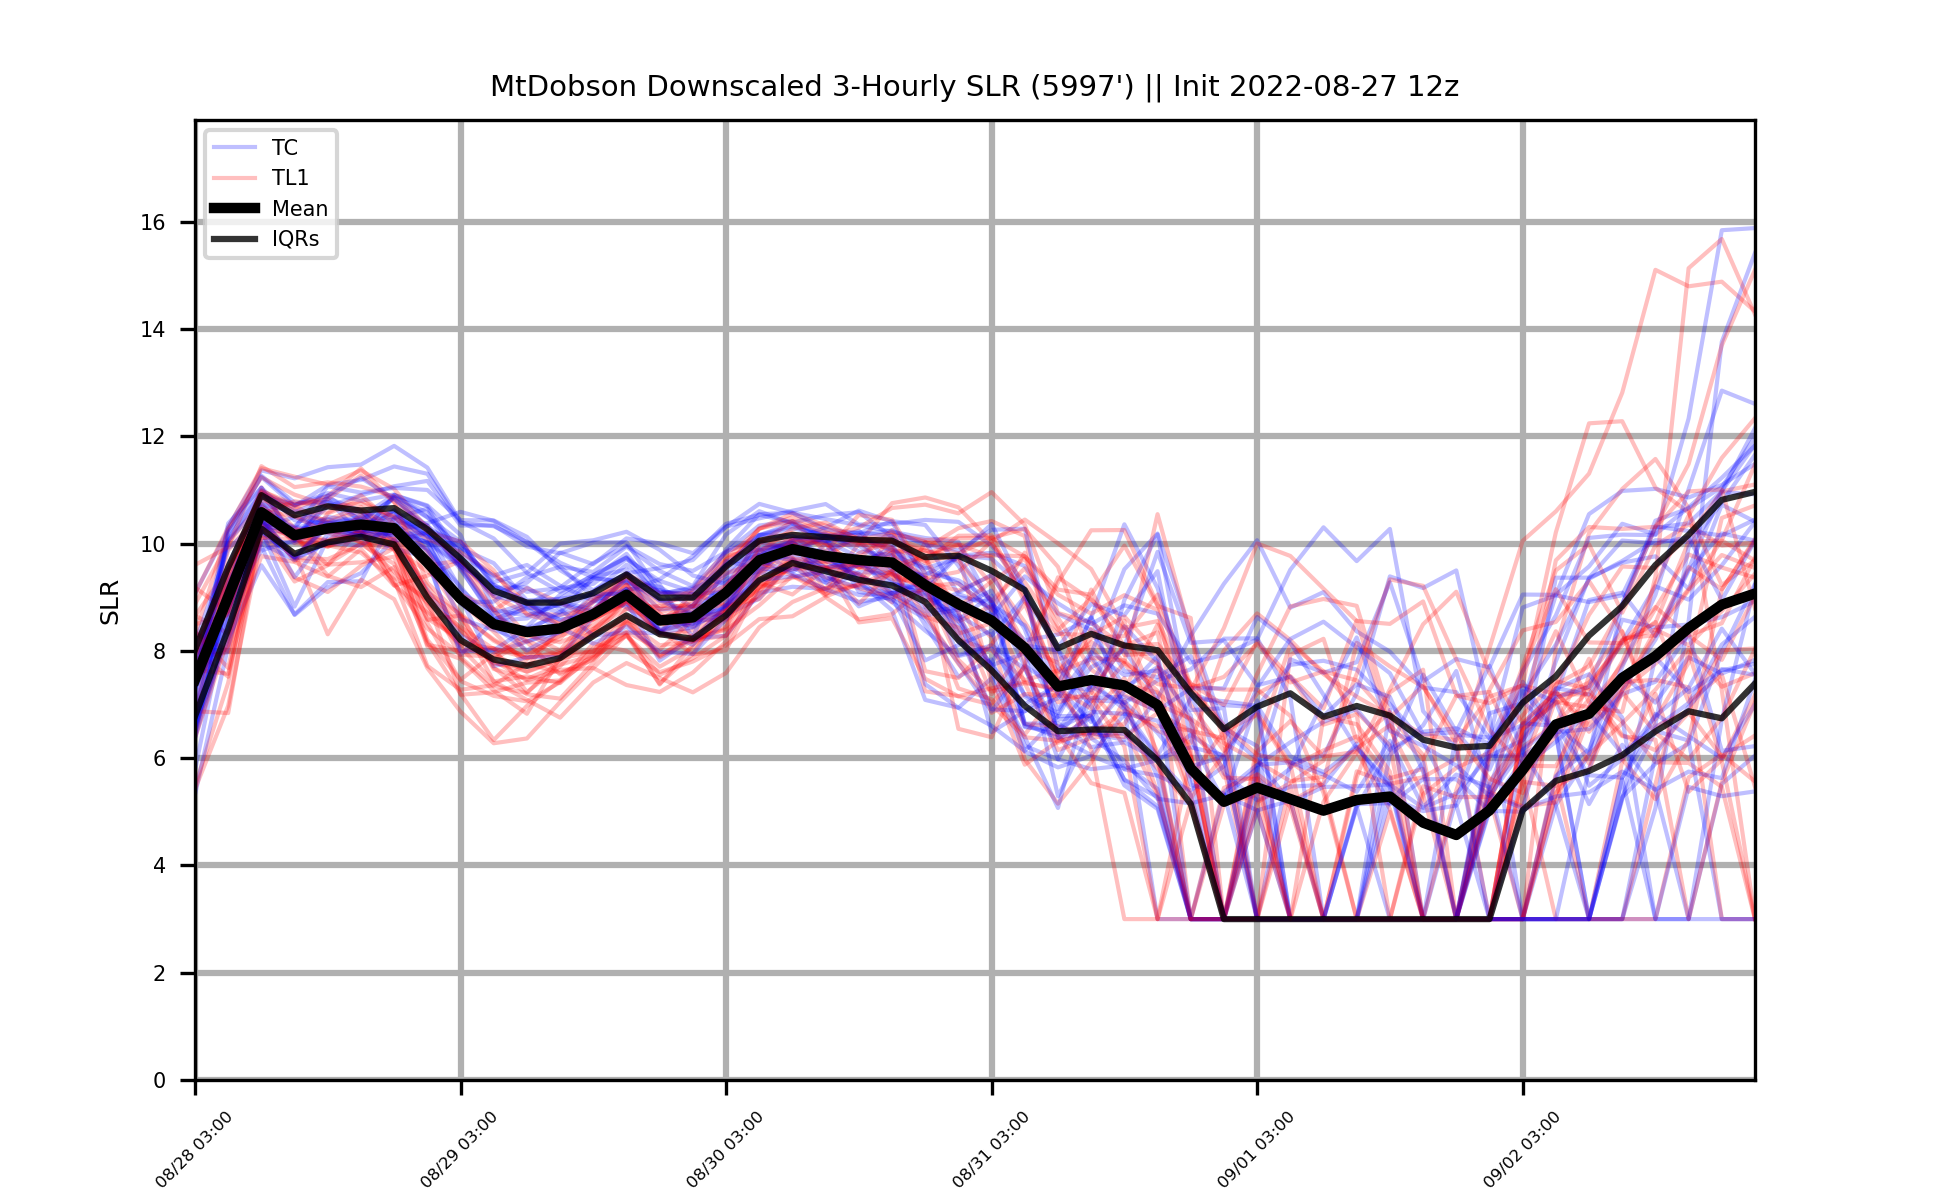 MtDobson Downscaled 3-Hourly SLR (5997') || Init 2022-08-27 12z
TC
TL1
Mean
IQRs
SLR
16
14
12
10
8
6
4
2
0
08/28 03:00
08/29 03:00
08/30 03:00
08/31 03:00
09/01 03:00
09/02 03:00